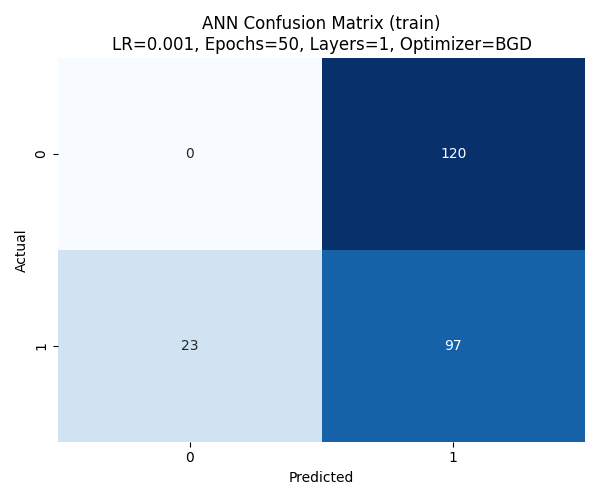 ANN Confusion Matrix (train)
LR=0.001, Epochs=50, Layers=1, Optimizer=BGD
0
0
120
Actual
1
23
97
0
1
Predicted